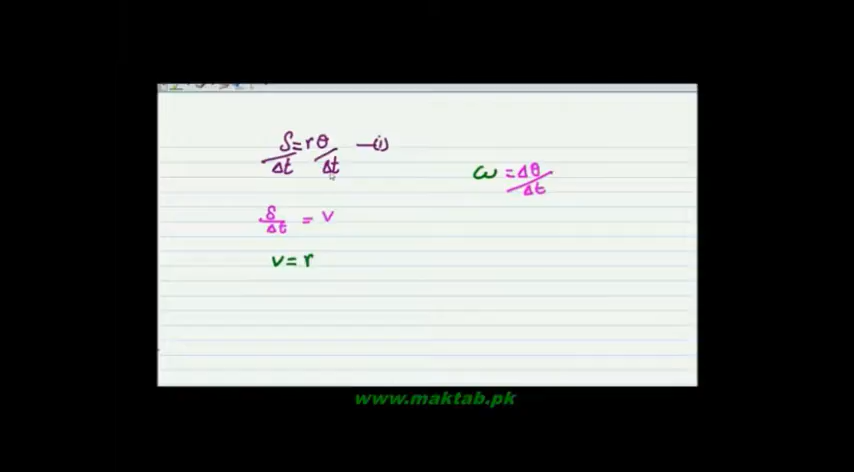 S = rθ —(i)
Δt Δt
ω = Δθ
Δt
S/Δt = v
v = r
www.maktab.pk